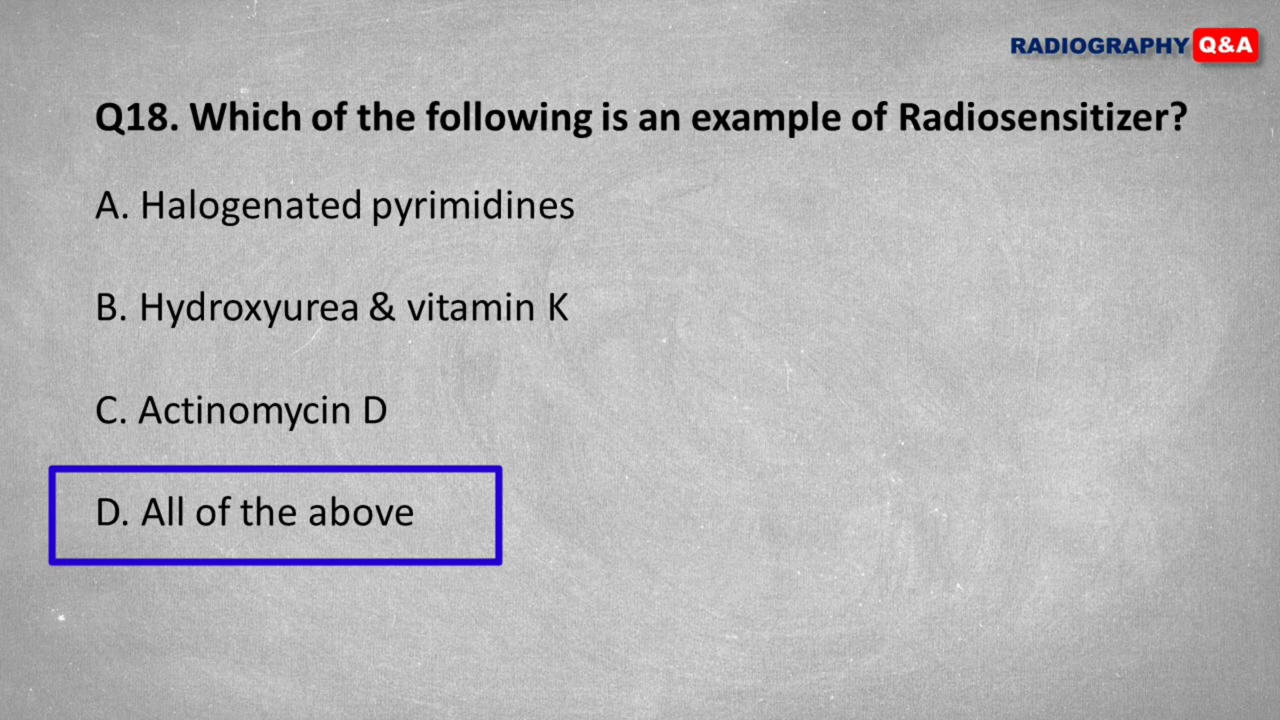 RADIOGRAPHY Q&A
Q18. Which of the following is an example of Radiosensitizer?
A. Halogenated pyrimidines
B. Hydroxyurea & vitamin K
C. Actinomycin D
D. All of the above